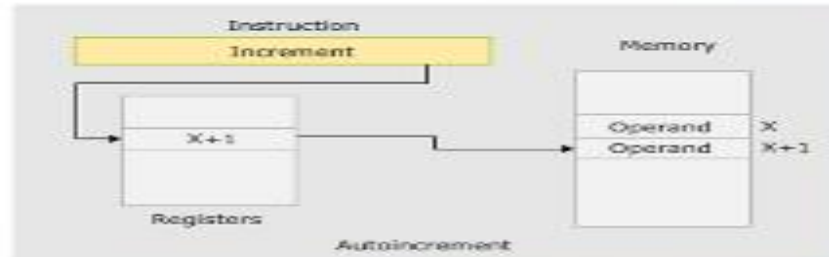 Instruction
Increment
Memory
X+1
Operand X
Operand X+1
Registers
Autoincrement